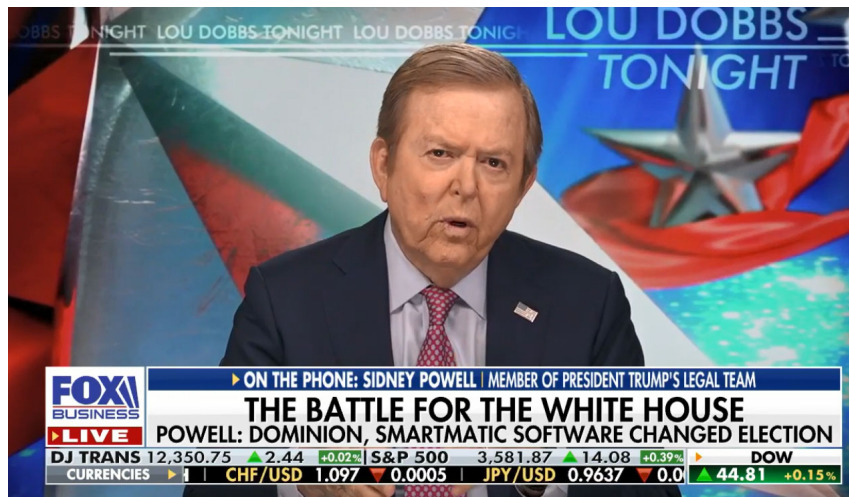 OBBS TONIGHT LOU DOBBS TONIGHT LOU DOBBS TONIGH
LOU DOBBS
TONIGHT
FOX
BUSINESS
LIVE
ON THE PHONE: SIDNEY POWELL | MEMBER OF PRESIDENT TRUMP'S LEGAL TEAM
THE BATTLE FOR THE WHITE HOUSE
POWELL: DOMINION, SMARTMATIC SOFTWARE CHANGED ELECTION
DJ TRANS 12,350.75 ▲ 2.44 +0.02% S&P 500 3,581.87 ▲ 14.08 +0.39% DOW
CURRENCIES CHF/USD 1.097 ▼ 0.0005 | JPY/USD 0.9637 ▼ 0.0 ▲ 44.81 +0.15%